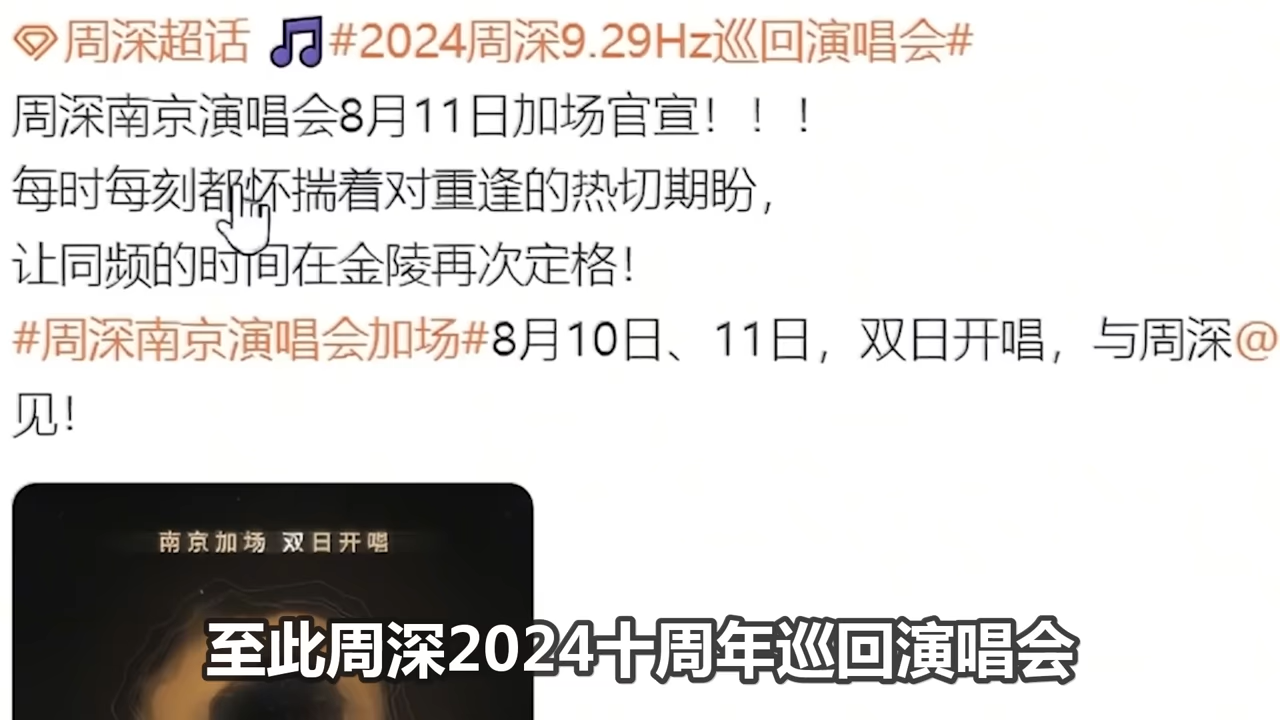 周深超话 #2024周深9.29Hz巡回演唱会#
周深南京演唱会8月11日加场官宣！！！
每时每刻都怀揣着对重逢的热切期盼，
让同频的时间在金陵再次定格！
#周深南京演唱会加场#8月10日、11日，双日开唱，与周深@
见！
南京加场 双日开唱
至此周深2024十周年巡回演唱会